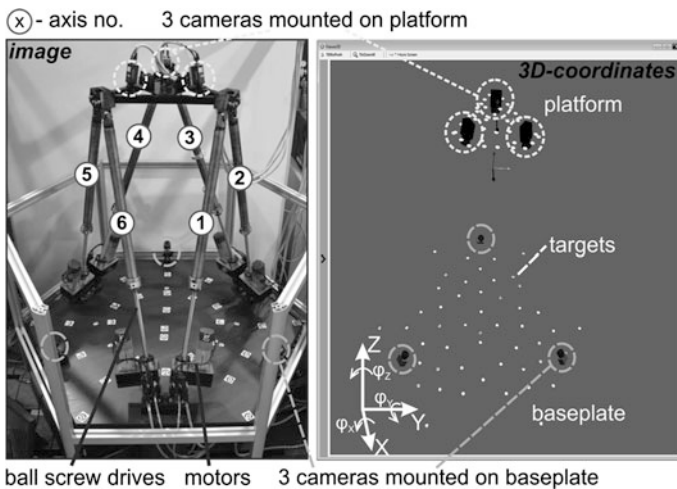 x - axis no. 3 cameras mounted on platform
image
3D-coordinates
platform
4
3
5
2
6
1
targets
Z
φZ
φY
Y
φX
X
baseplate
ball screw drives motors 3 cameras mounted on baseplate